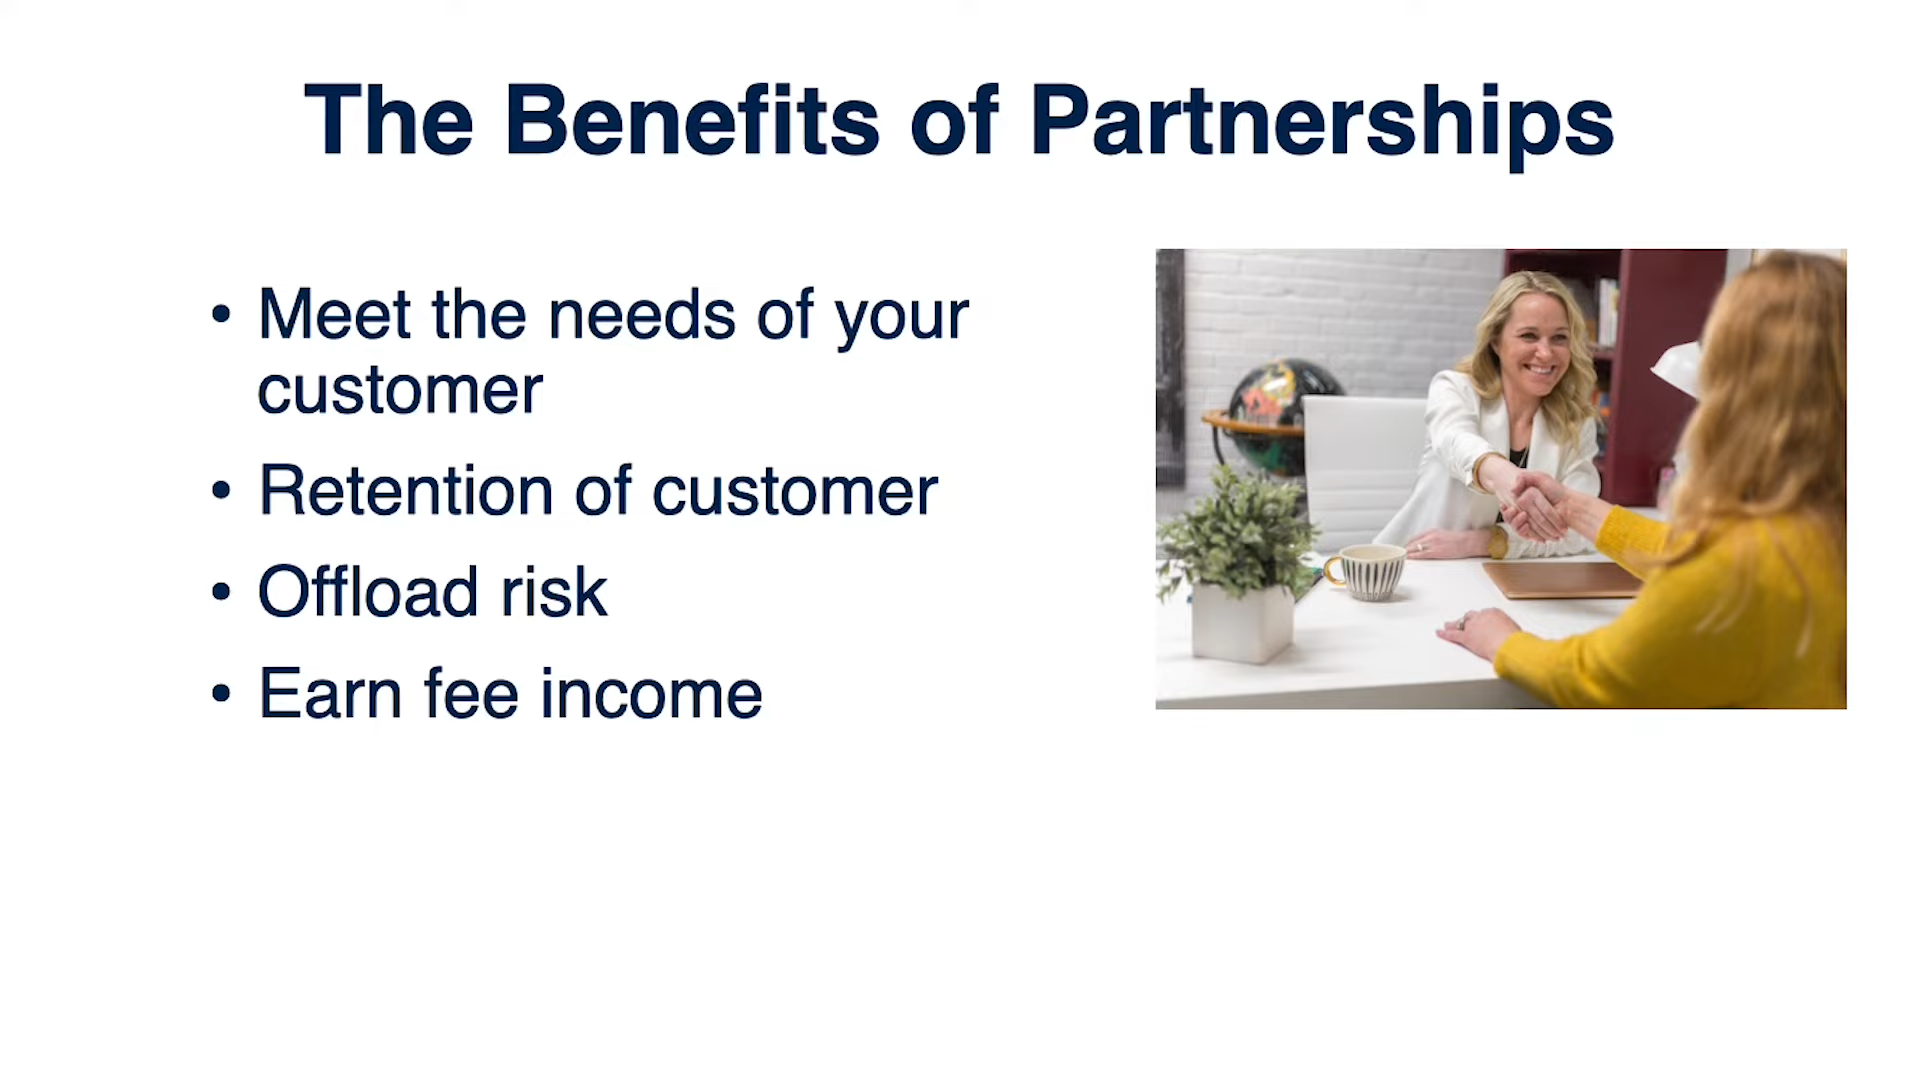 The Benefits of Partnerships
• Meet the needs of your
customer
• Retention of customer
• Offload risk
• Earn fee income